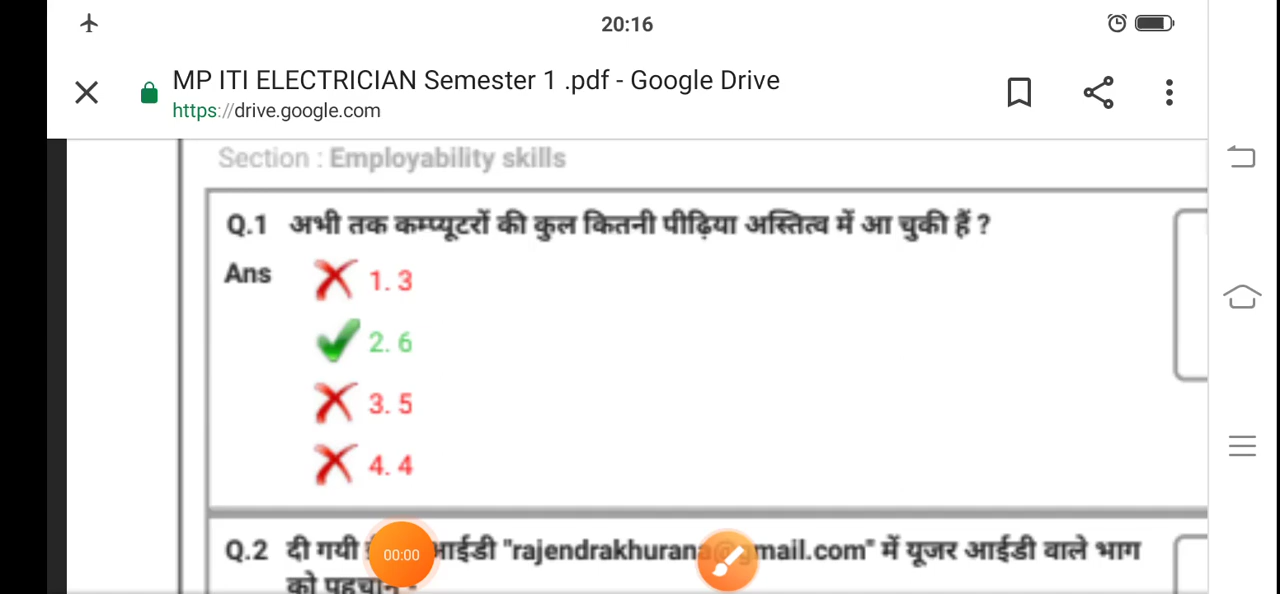 20:16
MP ITI ELECTRICIAN Semester 1 .pdf - Google Drive
https://drive.google.com
Section : Employability skills
Q.1 अभी तक कम्प्यूटरों की कुल कितनी पीढ़िया अस्तित्व में आ चुकी हैं ?
Ans 1. 3
2. 6
3. 5
4. 4
Q.2 दी गयी आईडी "rajendrakhurana@gmail.com" में यूजर आईडी वाले भाग
को पहचाने -
00:00